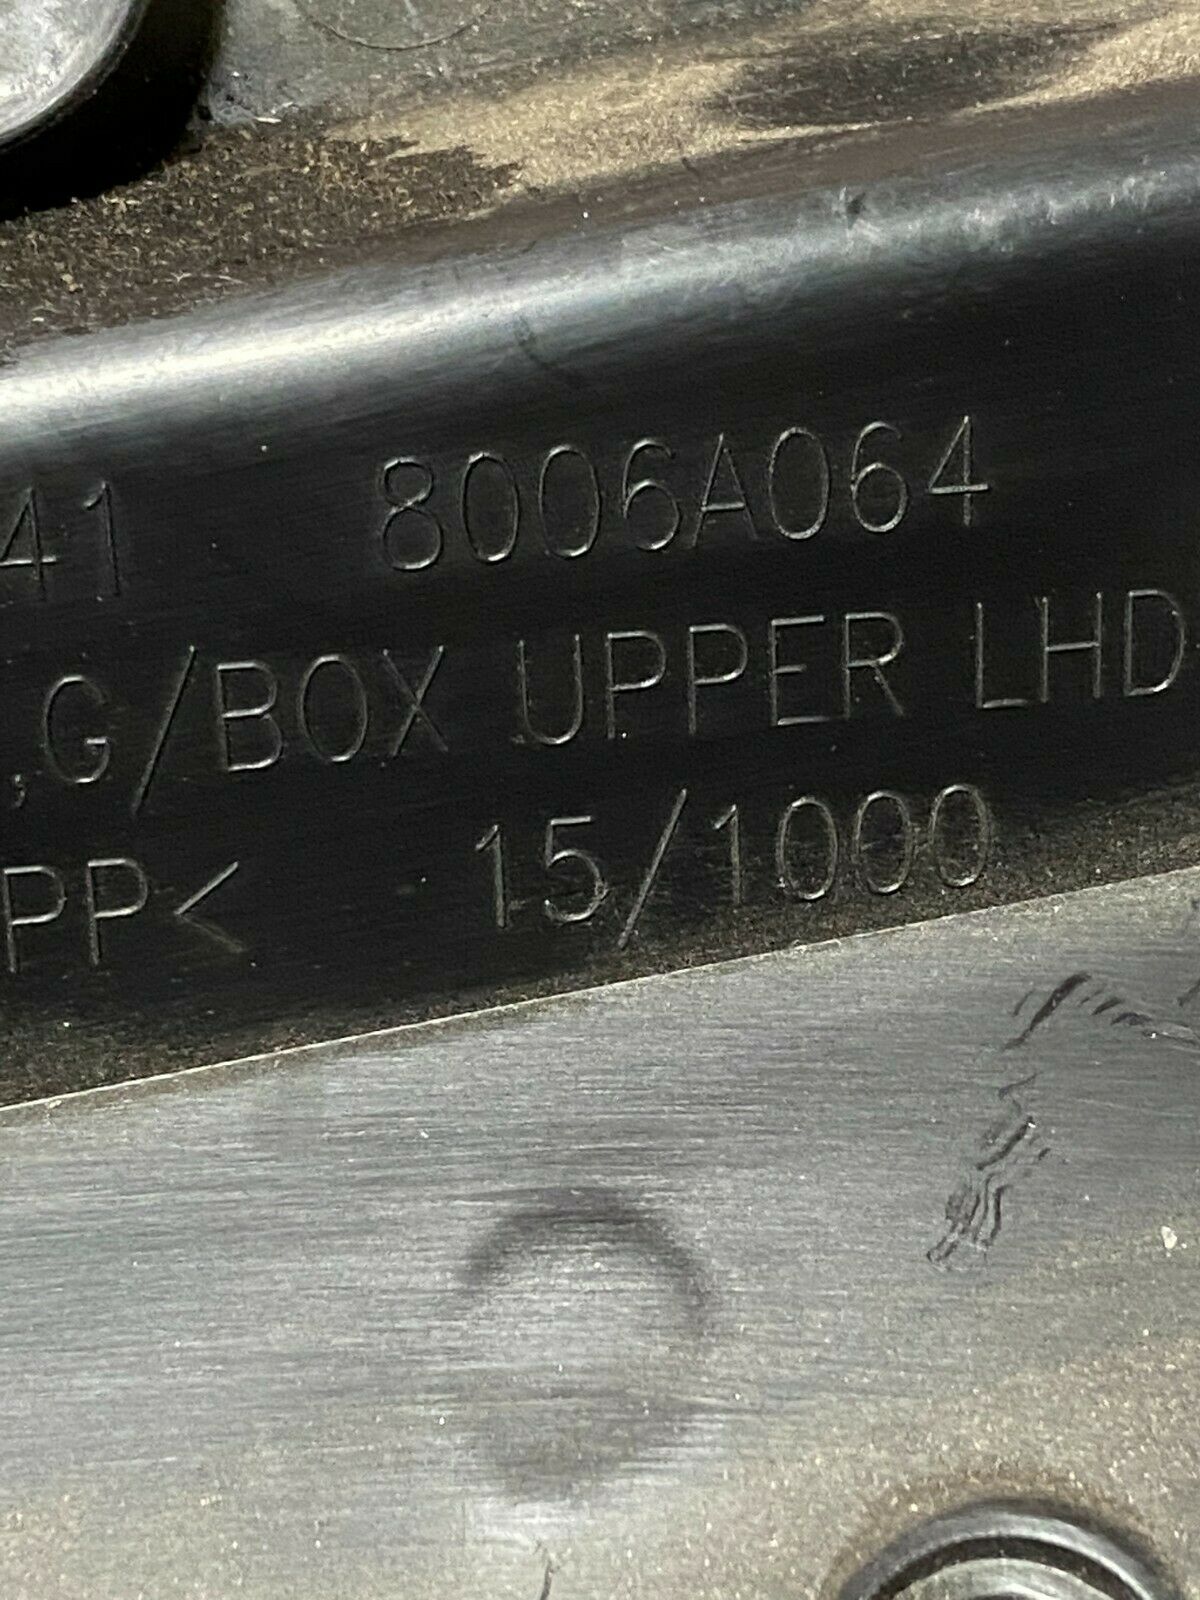 41 8006A064
,G/BOX UPPER LHD
PP< 15/1000